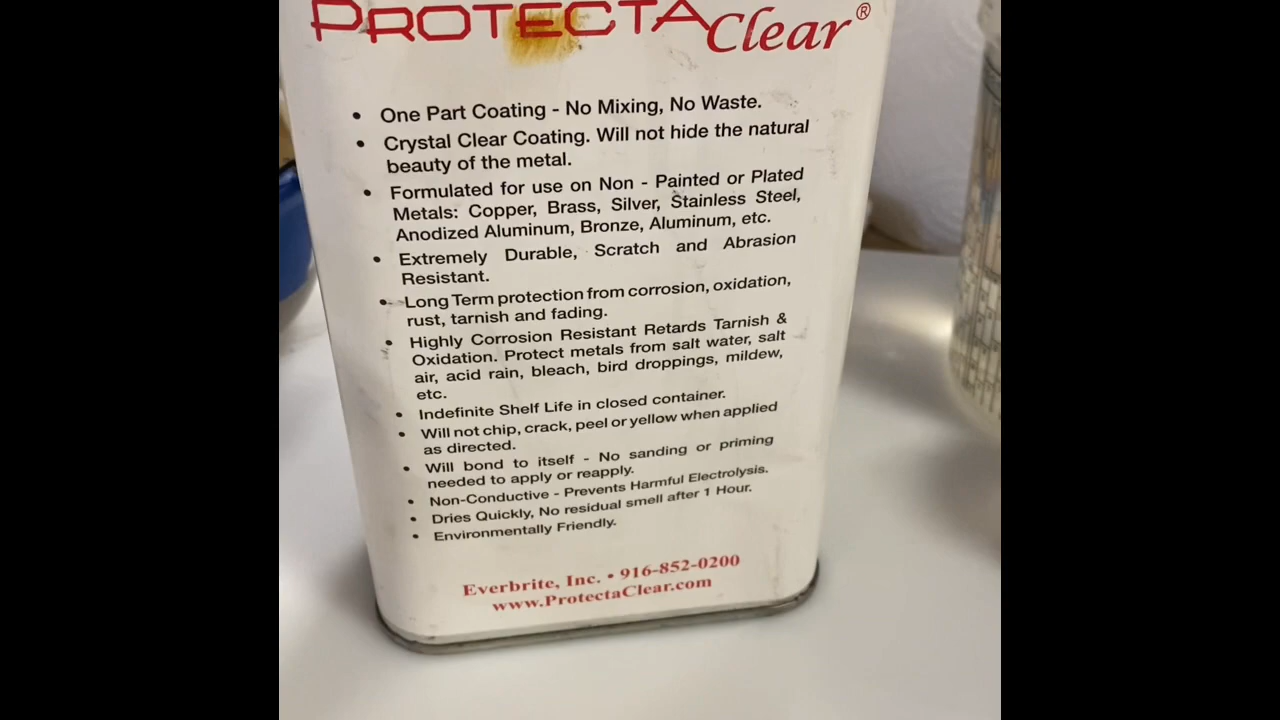 PROTECTA Clear®
• One Part Coating - No Mixing, No Waste.
• Crystal Clear Coating. Will not hide the natural
beauty of the metal.
• Formulated for use on Non - Painted or Plated
Metals: Copper, Brass, Silver, Stainless Steel,
Anodized Aluminum, Bronze, Aluminum, etc.
• Extremely Durable, Scratch and Abrasion
Resistant.
• Long Term protection from corrosion, oxidation,
rust, tarnish and fading.
• Highly Corrosion Resistant Retards Tarnish &
Oxidation. Protect metals from salt water, salt
air, acid rain, bleach, bird droppings, mildew,
etc.
• Indefinite Shelf Life in closed container.
• Will not chip, crack, peel or yellow when applied
as directed.
• Will bond to itself - No sanding or priming
needed to apply or reapply.
• Non-Conductive - Prevents Harmful Electrolysis.
• Dries Quickly, No residual smell after 1 Hour.
• Environmentally Friendly.
Everbrite, Inc. • 916-852-0200
www.ProtectaClear.com